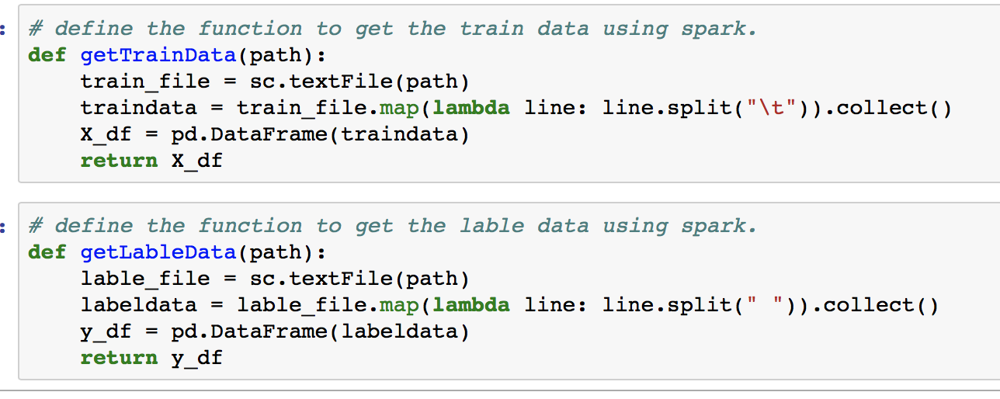 : # define the function to get the train data using spark.
def getTrainData(path):
    train_file = sc.textFile(path)
    traindata = train_file.map(lambda line: line.split("\t")).collect()
    X_df = pd.DataFrame(traindata)
    return X_df
: # define the function to get the lable data using spark.
def getLableData(path):
    lable_file = sc.textFile(path)
    labeldata = lable_file.map(lambda line: line.split(" ")).collect()
    y_df = pd.DataFrame(labeldata)
    return y_df